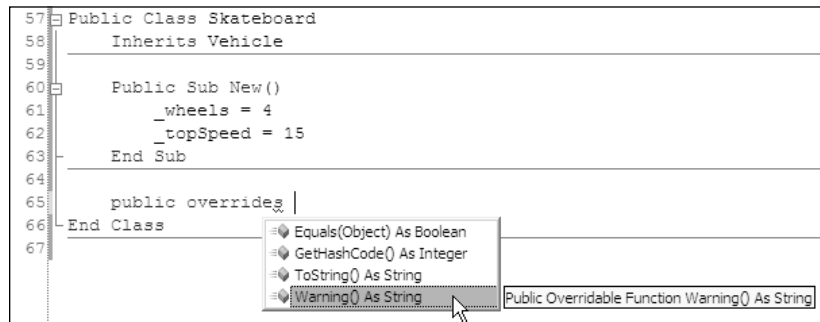 57 Public Class Skateboard
58 Inherits Vehicle
59
60 Public Sub New()
61 _wheels = 4
62 _topSpeed = 15
63 End Sub
64
65 public overrides
66 End Class
67
Equals(Object) As Boolean
GetHashCode() As Integer
ToString() As String
Warning() As String
Public Overridable Function Warning() As String